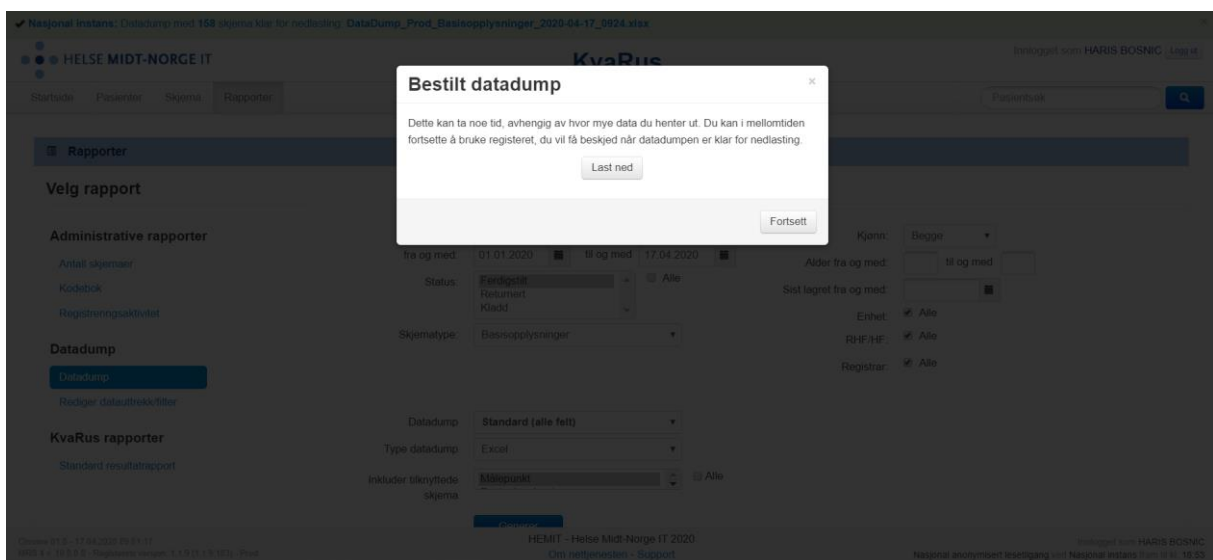 ✔ Nasjonal instans: Datadump med 158 skjema klar for nedlasting: DataDump_Prod_Basisopplysninger_2020-04-17_0924.xlsx
HELSE MIDT-NORGE IT
KvaRus
Innlogget som HARIS BOSNIC Logg ut
Startside Pasienter Skjema Rapporter
Pasientsøk
Bestilt datadump ×
Dette kan ta noe tid, avhengig av hvor mye data du henter ut. Du kan i mellomtiden
fortsette å bruke registeret, du vil få beskjed når datadumpen er klar for nedlasting.
Last ned
Fortsett
Rapporter
Velg rapport
Administrative rapporter
Antall skjemaer
Kodebok
Registreringsaktivitet
Datadump
Datadump
Rediger datauttrekk/filter
KvaRus rapporter
Standard resultatrapport
fra og med: 01.01.2020 til og med 17.04.2020
Status: Ferdigstilt Alle
Returnert
Kladd
Skjematype: Basisopplysninger
Kjønn: Begge
Alder fra og med: til og med
Sist lagret fra og med:
Enhet: Alle
RHF/HF: Alle
Registrar: Alle
Datadump Standard (alle felt)
Type datadump Excel
Inkluder tilknyttede
skjema
Målepunkt Alle
HEMIT - Helse Midt-Norge IT 2020
Om nettjenesten - Support
Innlogget som HARIS BOSNIC
Nasjonal anonymisert lesetilgang ved Nasjonal instans